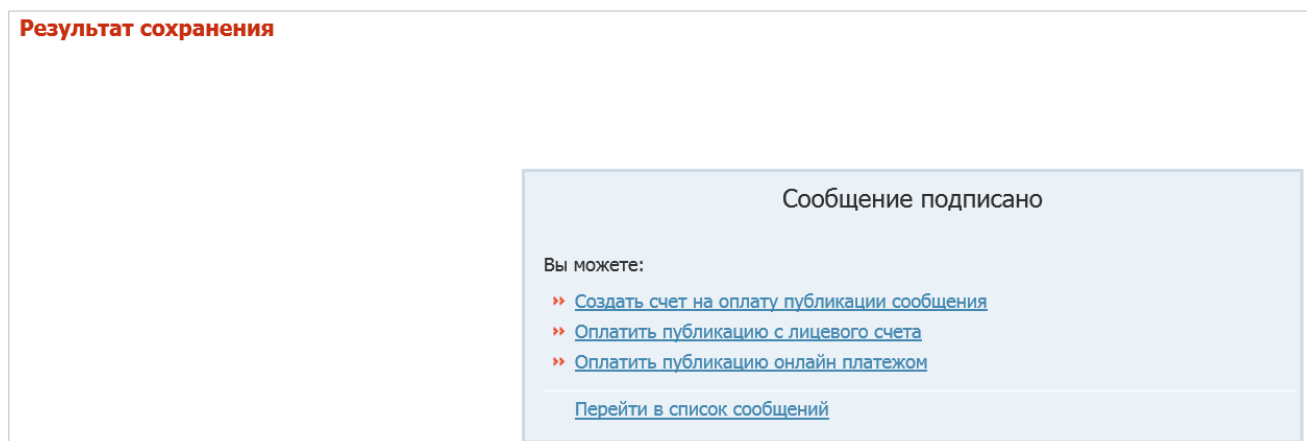 Результат сохранения
Сообщение подписано
Вы можете:
Создать счет на оплату публикации сообщения
Оплатить публикацию с лицевого счета
Оплатить публикацию онлайн платежом
Перейти в список сообщений